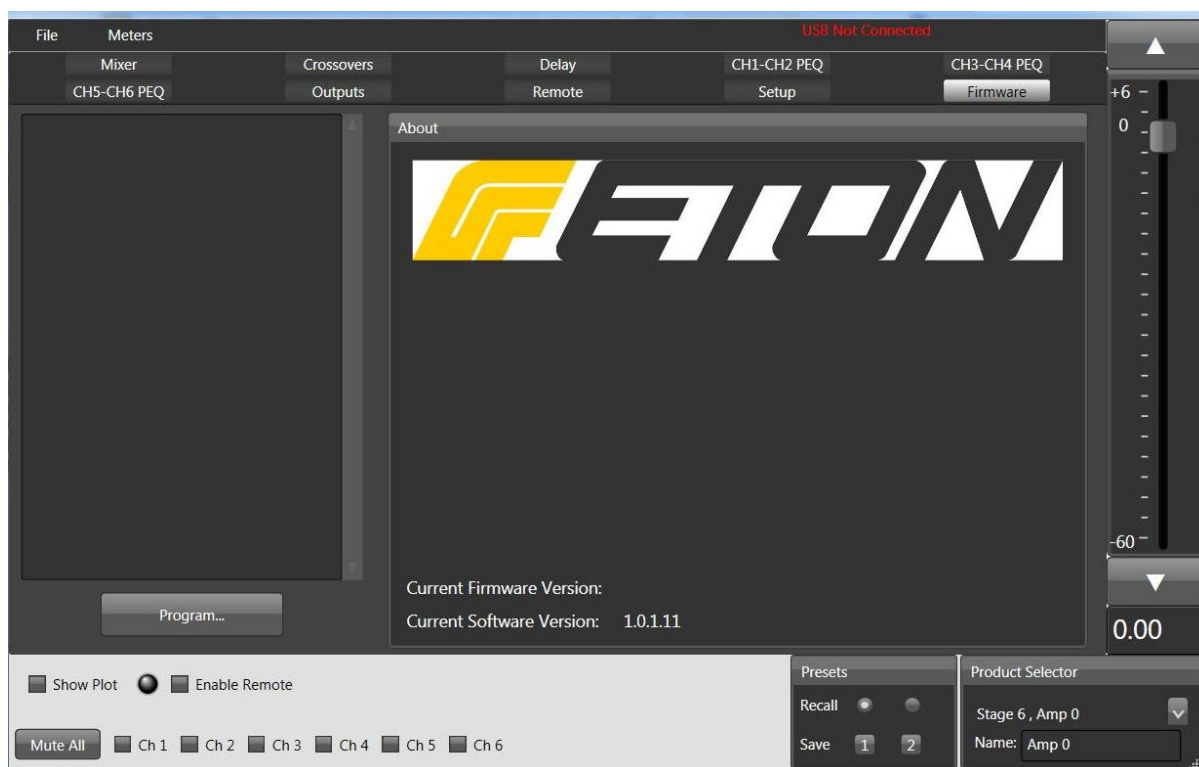 File Meters USB Not Connected
Mixer Crossovers Delay CH1-CH2 PEQ CH3-CH4 PEQ
CH5-CH6 PEQ Outputs Remote Setup Firmware
About
ETON
+6
0
-60
Current Firmware Version:
Current Software Version: 1.0.1.11
Program...
0.00
Show Plot Enable Remote
Mute All Ch 1 Ch 2 Ch 3 Ch 4 Ch 5 Ch 6
Presets
Recall
Save 1 2
Product Selector
Stage 6 , Amp 0
Name: Amp 0